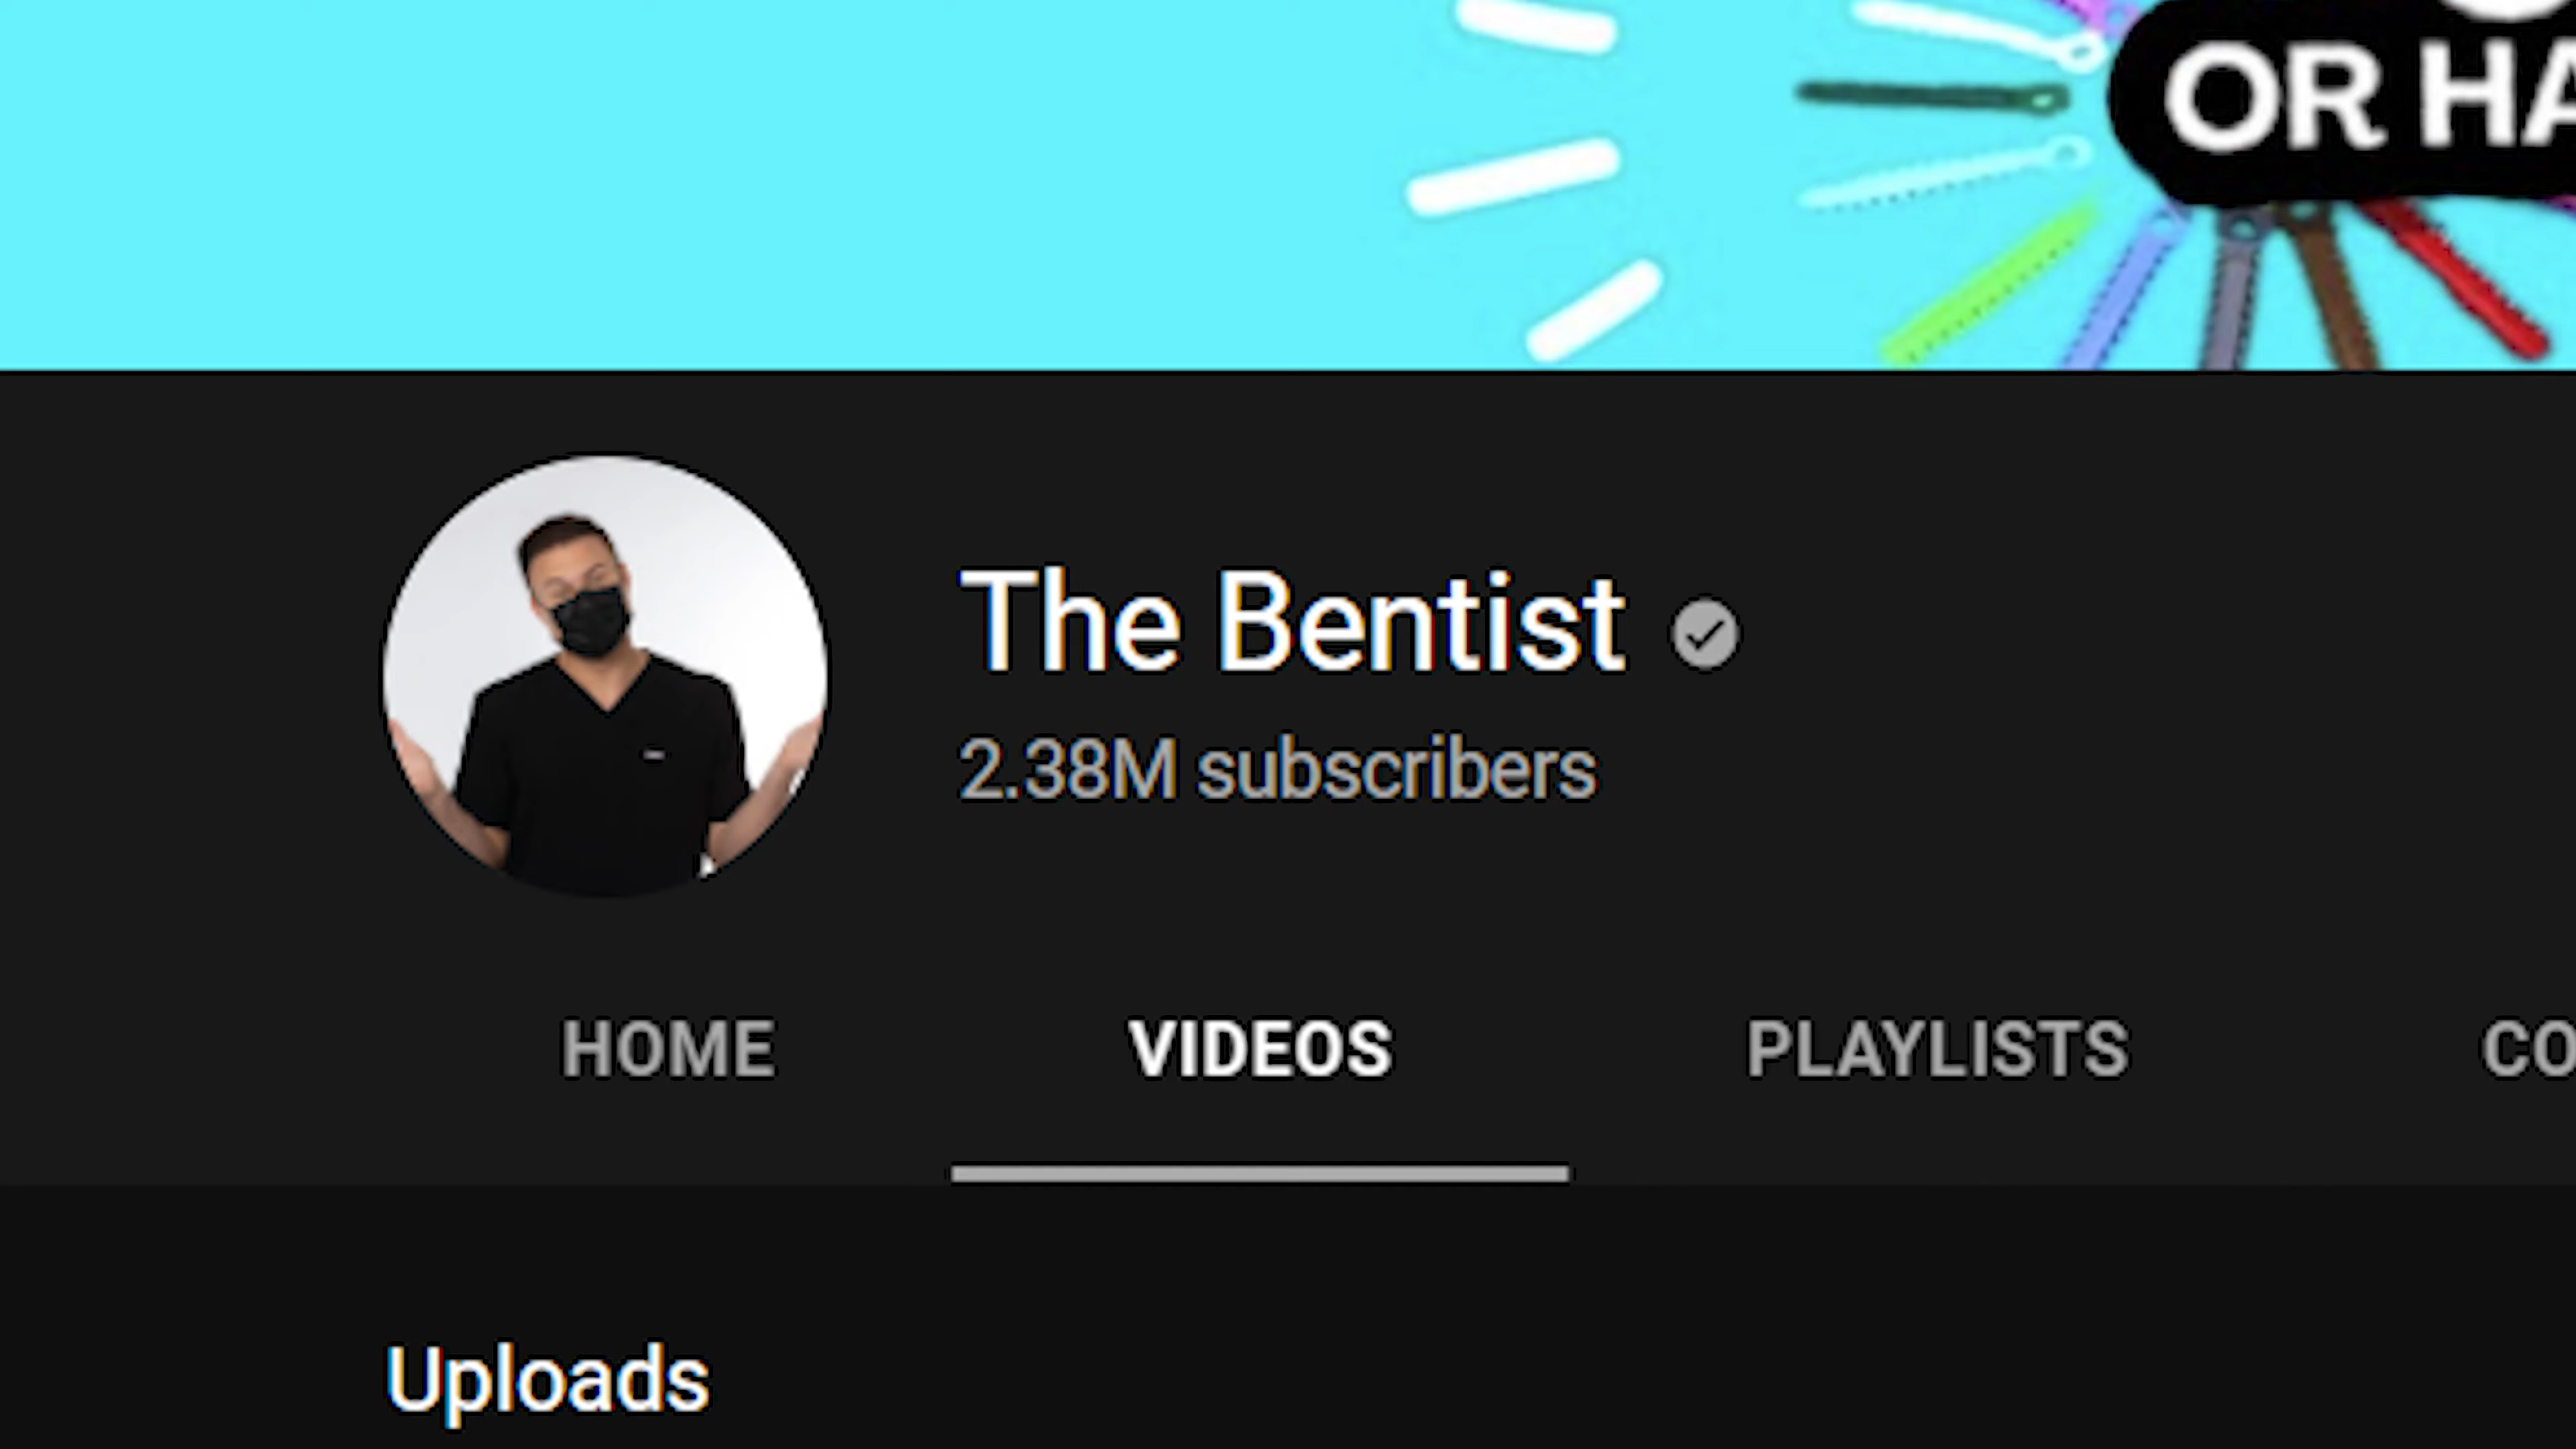 OR HA
The Bentist
2.38M subscribers
HOME VIDEOS PLAYLISTS CO
Uploads